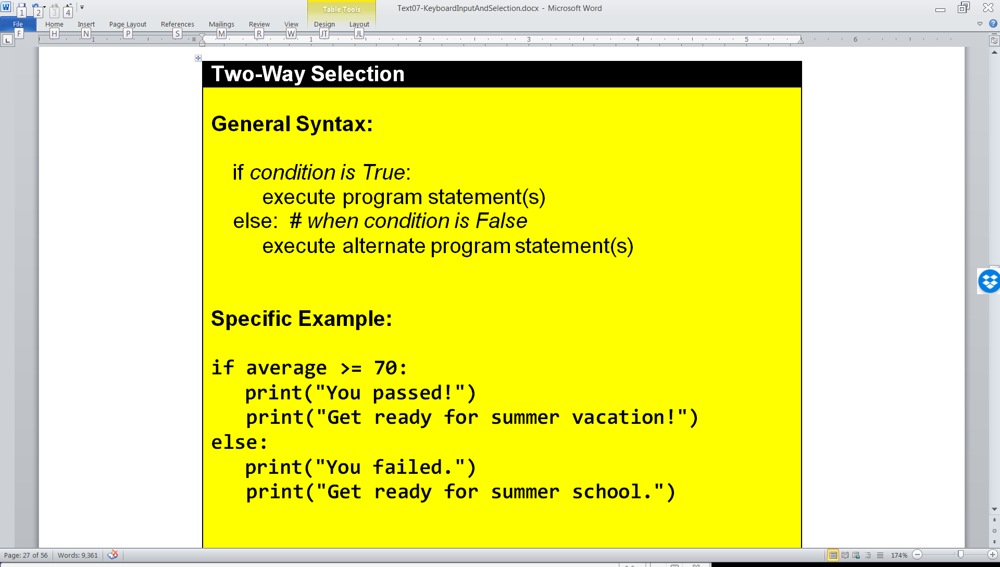 W 1 2 3 4 Table Tools Text07-KeyboardInputAndSelection.docx - Microsoft Word
File Home Insert Page Layout References Mailings Review View Design Layout
F H N P S M R W JT JL
1 1 2 3 4 5 6
Two-Way Selection
General Syntax:
if condition is True:
execute program statement(s)
else: # when condition is False
execute alternate program statement(s)
Specific Example:
if average >= 70:
print("You passed!")
print("Get ready for summer vacation!")
else:
print("You failed.")
print("Get ready for summer school.")
Page: 27 of 56 Words: 9,361 174%